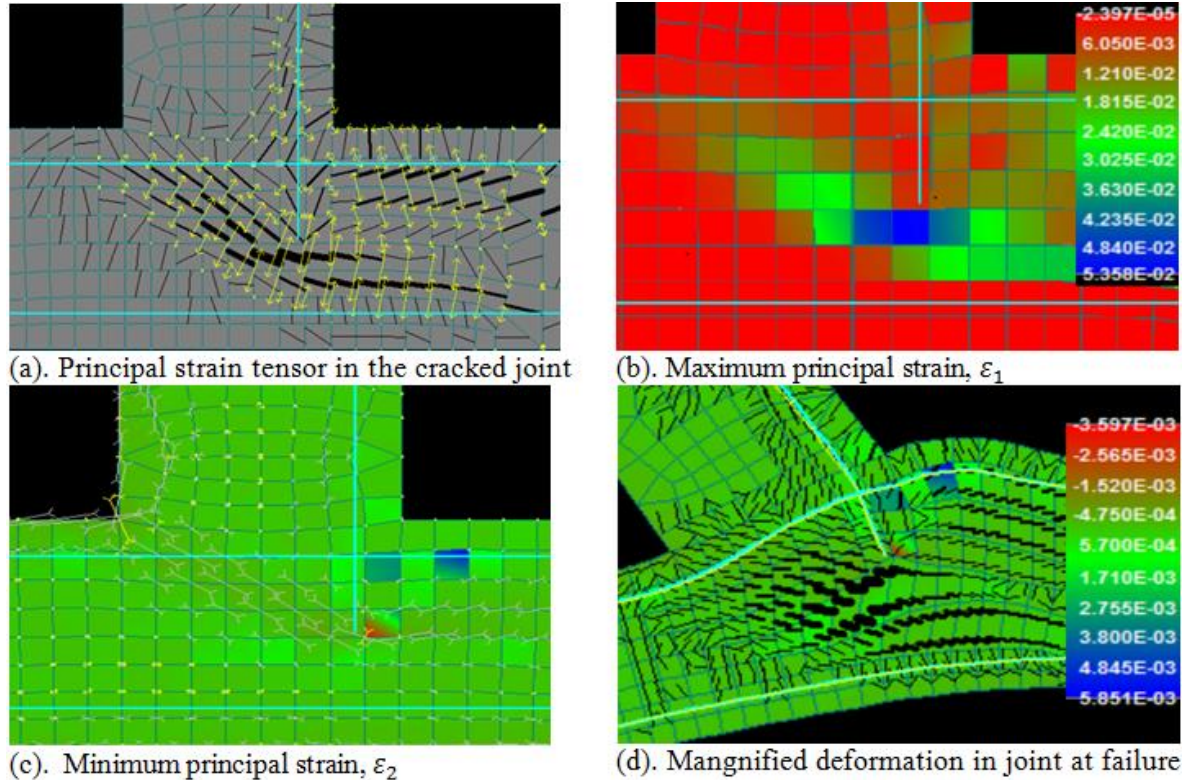 -2.397E-05
6.050E-03
1.210E-02
1.815E-02
2.420E-02
3.025E-02
3.630E-02
4.235E-02
4.840E-02
5.358E-02
(a). Principal strain tensor in the cracked joint
(b). Maximum principal strain, ε₁
-3.597E-03
-2.565E-03
-1.520E-03
-4.750E-04
5.700E-04
1.710E-03
2.755E-03
3.800E-03
4.845E-03
5.851E-03
(c). Minimum principal strain, ε₂
(d). Mangnified deformation in joint at failure